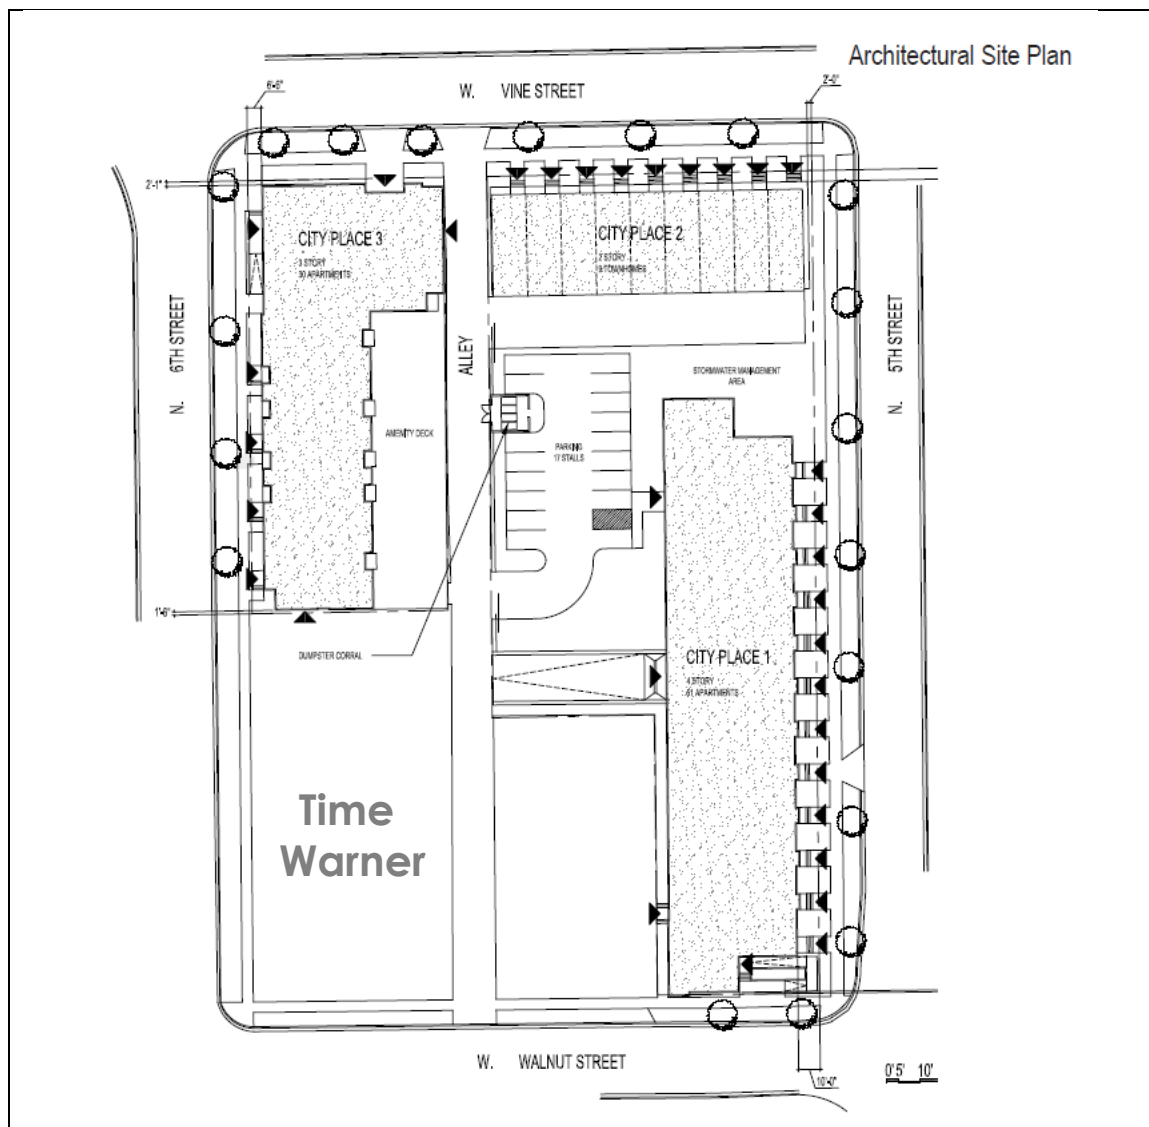 Architectural Site Plan
6'-6"
W. VINE STREET
2'-0"
2'-1"
CITY PLACE 3
3 STORY
30 APARTMENTS
CITY PLACE 2
2 STORY
9 TOWNHOMES
N. 6TH STREET
ALLEY
N. 5TH STREET
STORMWATER MANAGEMENT
AREA
AMENITY DECK
PARKING
17 STALLS
1'-6"
DUMPSTER CORRAL
CITY PLACE 1
4 STORY
51 APARTMENTS
Time
Warner
W. WALNUT STREET
10'-0"
0' 5' 10'